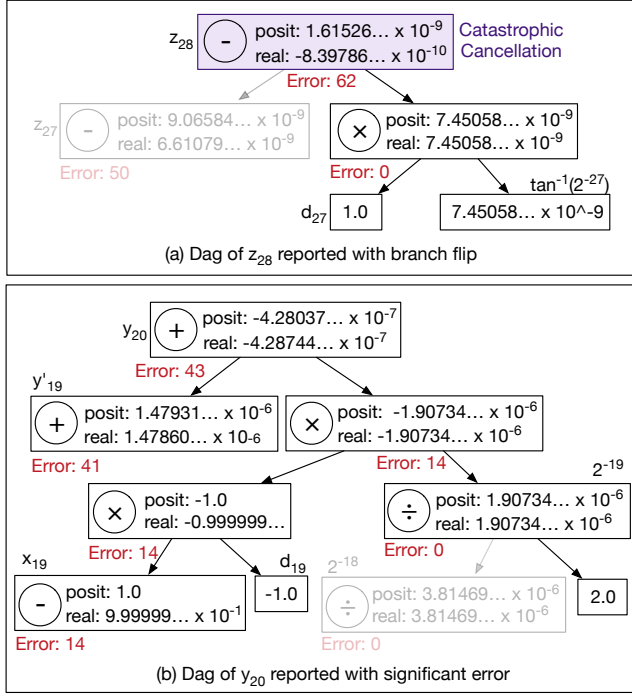 z28
-
posit: 1.61526... x 10^-9
real: -8.39786... x 10^-10
Catastrophic
Cancellation
Error: 62
z27
-
posit: 9.06584... x 10^-9
real: 6.61079... x 10^-9
Error: 50
×
posit: 7.45058... x 10^-9
real: 7.45058... x 10^-9
Error: 0
d27
1.0
tan^-1(2^-27)
7.45058... x 10^-9
(a) Dag of z28 reported with branch flip
y20
+
posit: -4.28037... x 10^-7
real: -4.28744... x 10^-7
Error: 43
y'19
+
posit: 1.47931... x 10^-6
real: 1.47860... x 10-6
Error: 41
×
posit: -1.90734... x 10^-6
real: -1.90734... x 10^-6
Error: 14
×
posit: -1.0
real: -0.999999...
Error: 14
2^-19
÷
posit: 1.90734... x 10^-6
real: 1.90734... x 10^-6
Error: 0
x19
-
posit: 1.0
real: 9.99999... x 10^-1
Error: 14
d19
-1.0
2^-18
÷
posit: 3.81469... x 10^-6
real: 3.81469... x 10^-6
Error: 0
2.0
(b) Dag of y20 reported with significant error